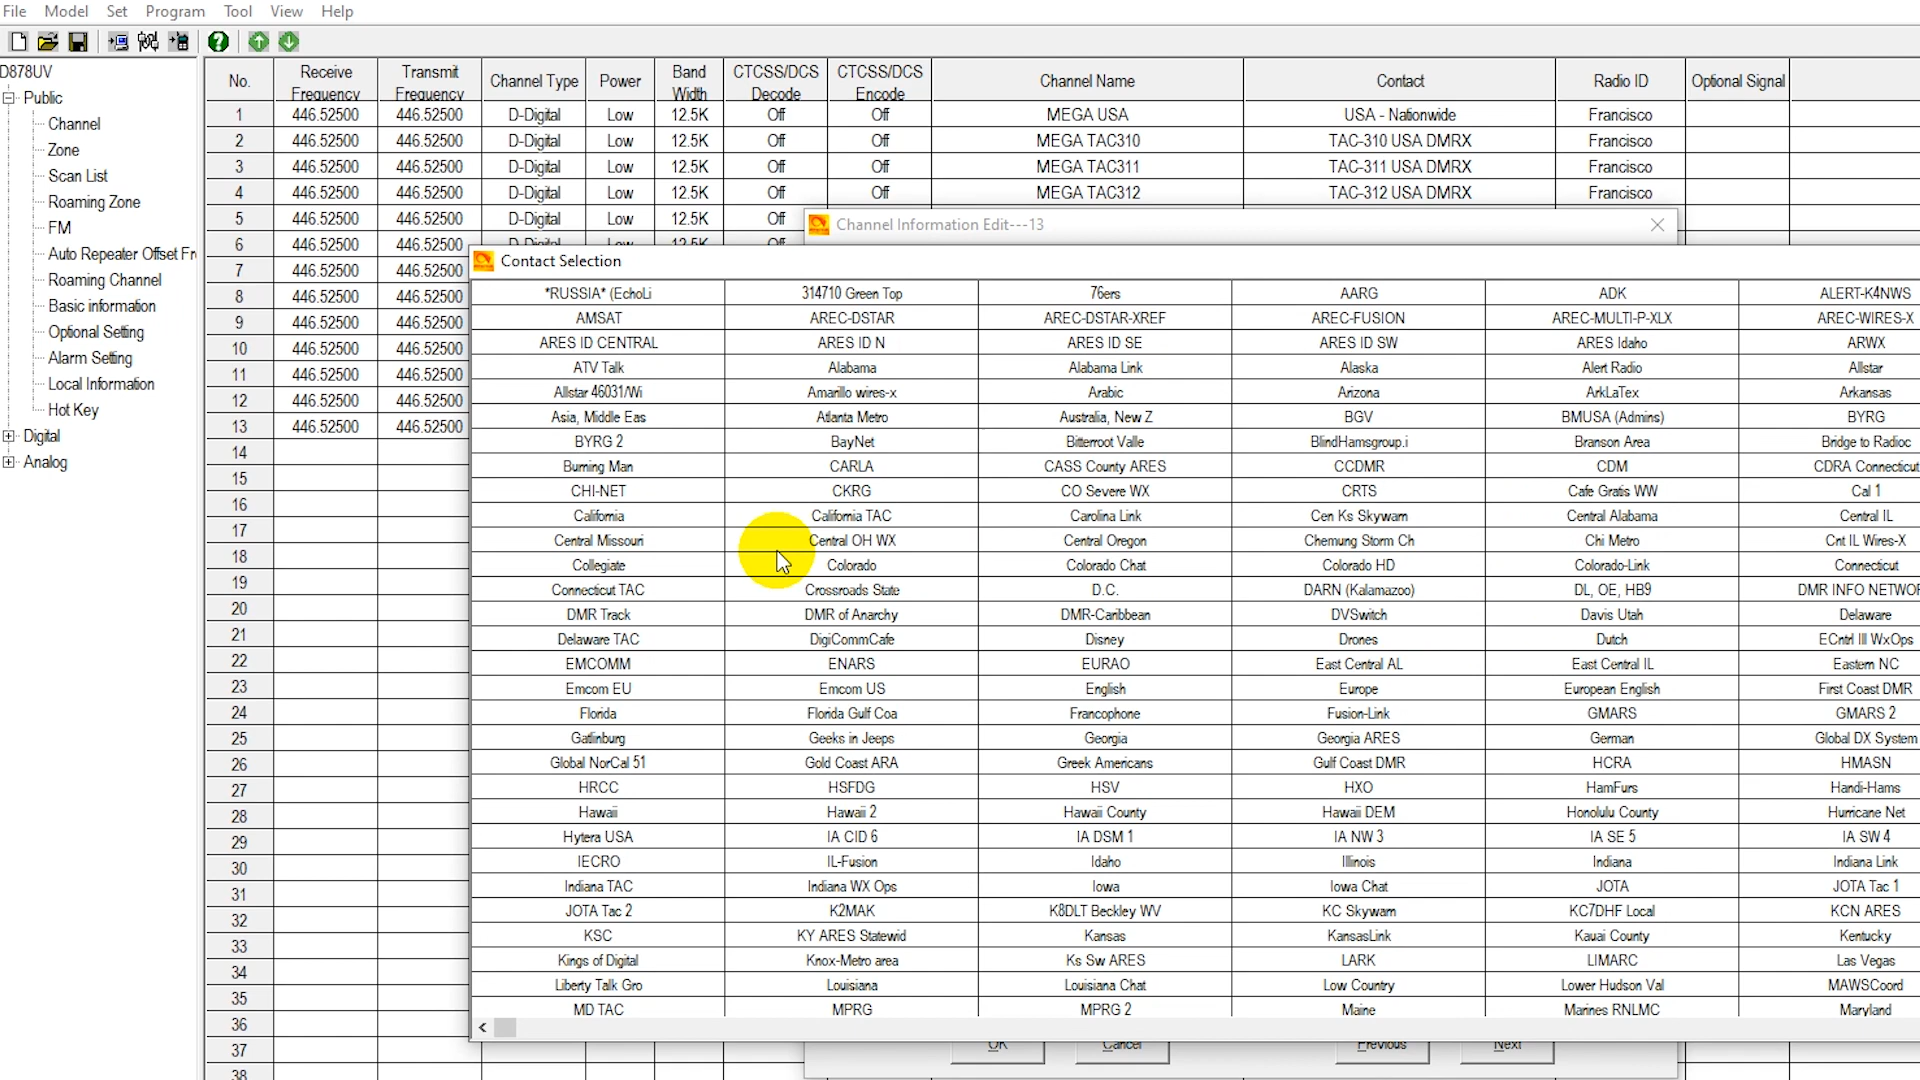 File Model Set Program Tool View Help
D878UV
Public
Channel
Zone
Scan List
Roaming Zone
FM
Auto Repeater Offset Fr
Roaming Channel
Basic information
Optional Setting
Alarm Setting
Local Information
Hot Key
Digital
Analog
No. Receive Frequency Transmit Frequency Channel Type Power Band Width CTCSS/DCS Decode CTCSS/DCS Encode Channel Name Contact Radio ID Optional Signal
1 446.52500 446.52500 D-Digital Low 12.5K Off Off MEGA USA USA - Nationwide Francisco
2 446.52500 446.52500 D-Digital Low 12.5K Off Off MEGA TAC310 TAC-310 USA DMRX Francisco
3 446.52500 446.52500 D-Digital Low 12.5K Off Off MEGA TAC311 TAC-311 USA DMRX Francisco
4 446.52500 446.52500 D-Digital Low 12.5K Off Off MEGA TAC312 TAC-312 USA DMRX Francisco
5 446.52500 446.52500 D-Digital Low 12.5K Off
6 446.52500 446.52500 D-Digital Low 12.5K Off
7 446.52500 446.52500
8 446.52500 446.52500
9 446.52500 446.52500
10 446.52500 446.52500
11 446.52500 446.52500
12 446.52500 446.52500
13 446.52500 446.52500
14
15
16
17
18
19
20
21
22
23
24
25
26
27
28
29
30
31
32
33
34
35
36
37
38
Channel Information Edit---13
Contact Selection
*RUSSIA* (EchoLi 314710 Green Top 76ers AARG ADK ALERT-K4NWS
AMSAT AREC-DSTAR AREC-DSTAR-XREF AREC-FUSION AREC-MULTI-P-XLX AREC-WIRES-X
ARES ID CENTRAL ARES ID N ARES ID SE ARES ID SW ARES Idaho ARWX
ATV Talk Alabama Alabama Link Alaska Alert Radio Allstar
Allstar 46031/Wi Amarillo wires-x Arabic Arizona ArkLaTex Arkansas
Asia, Middle Eas Atlanta Metro Australia, New Z BGV BMUSA (Admins) BYRG
BYRG 2 BayNet Bitterroot Valle BlindHamsgroup.i Branson Area Bridge to Radioc
Burning Man CARLA CASS County ARES CCDMR CDM CDRA Connecticut
CHI-NET CKRG CO Severe WX CRTS Cafe Gratis WW Cal 1
California California TAC Carolina Link Cen Ks Skywarn Central Alabama Central IL
Central Missouri Central OH WX Central Oregon Chemung Storm Ch Chi Metro Cnt IL Wires-X
Collegiate Colorado Colorado Chat Colorado HD Colorado-Link Connecticut
Connecticut TAC Crossroads State D.C. DARN (Kalamazoo) DL, OE, HB9 DMR INFO NETWOR
DMR Track DMR of Anarchy DMR-Caribbean DVSwitch Davis Utah Delaware
Delaware TAC DigiCommCafe Disney Drones Dutch ECntrl Ill WxOps
EMCOMM ENARS EURAO East Central AL East Central IL Eastern NC
Emcom EU Emcom US English Europe European English First Coast DMR
Florida Florida Gulf Coa Francophone Fusion-Link GMARS GMARS 2
Gatlinburg Geeks in Jeeps Georgia Georgia ARES German Global DX System
Global NorCal 51 Gold Coast ARA Greek Americans Gulf Coast DMR HCRA HMASN
HRCC HSFDG HSV HXO HamFurs Handi-Hams
Hawaii Hawaii 2 Hawaii County Hawaii DEM Honolulu County Hurricane Net
Hytera USA IA CID 6 IA DSM 1 IA NW 3 IA SE 5 IA SW 4
IECRO IL-Fusion Idaho Illinois Indiana Indiana Link
Indiana TAC Indiana WX Ops Iowa Iowa Chat JOTA JOTA Tac 1
JOTA Tac 2 K2MAK K8DLT Beckley WV KC Skywarn KC7DHF Local KCN ARES
KSC KY ARES Statewid Kansas KansasLink Kauai County Kentucky
Kings of Digital Knox-Metro area Ks Sw ARES LARK LIMARC Las Vegas
Liberty Talk Gro Louisiana Louisiana Chat Low Country Lower Hudson Val MAWSCoord
MD TAC MPRG MPRG 2 Maine Marines RNLMC Maryland
OK Cancel Previous Next